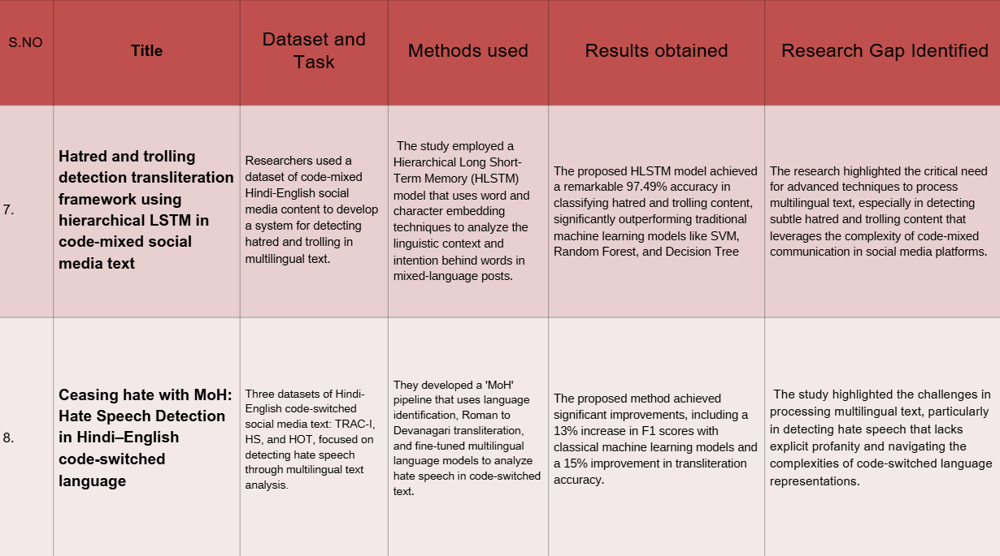 S.NO
Title
Dataset and
Task
Methods used
Results obtained
Research Gap Identified
7.
Hatred and trolling
detection transliteration
framework using
hierarchical LSTM in
code-mixed social
media text
Researchers used a
dataset of code-mixed
Hindi-English social
media content to develop
a system for detecting
hatred and trolling in
multilingual text.
The study employed a
Hierarchical Long Short-
Term Memory (HLSTM)
model that uses word and
character embedding
techniques to analyze the
linguistic context and
intention behind words in
mixed-language posts.
The proposed HLSTM model achieved
a remarkable 97.49% accuracy in
classifying hatred and trolling content,
significantly outperforming traditional
machine learning models like SVM,
Random Forest, and Decision Tree
The research highlighted the critical need
for advanced techniques to process
multilingual text, especially in detecting
subtle hatred and trolling content that
leverages the complexity of code-mixed
communication in social media platforms.
8.
Ceasing hate with MoH:
Hate Speech Detection
in Hindi–English
code-switched
language
Three datasets of Hindi-
English code-switched
social media text: TRAC-I,
HS, and HOT, focused on
detecting hate speech
through multilingual text
analysis.
They developed a 'MoH'
pipeline that uses language
identification, Roman to
Devanagari transliteration,
and fine-tuned multilingual
language models to analyze
hate speech in code-switched
text.
The proposed method achieved
significant improvements, including a
13% increase in F1 scores with
classical machine learning models and
a 15% improvement in transliteration
accuracy.
The study highlighted the challenges in
processing multilingual text, particularly
in detecting hate speech that lacks
explicit profanity and navigating the
complexities of code-switched language
representations.